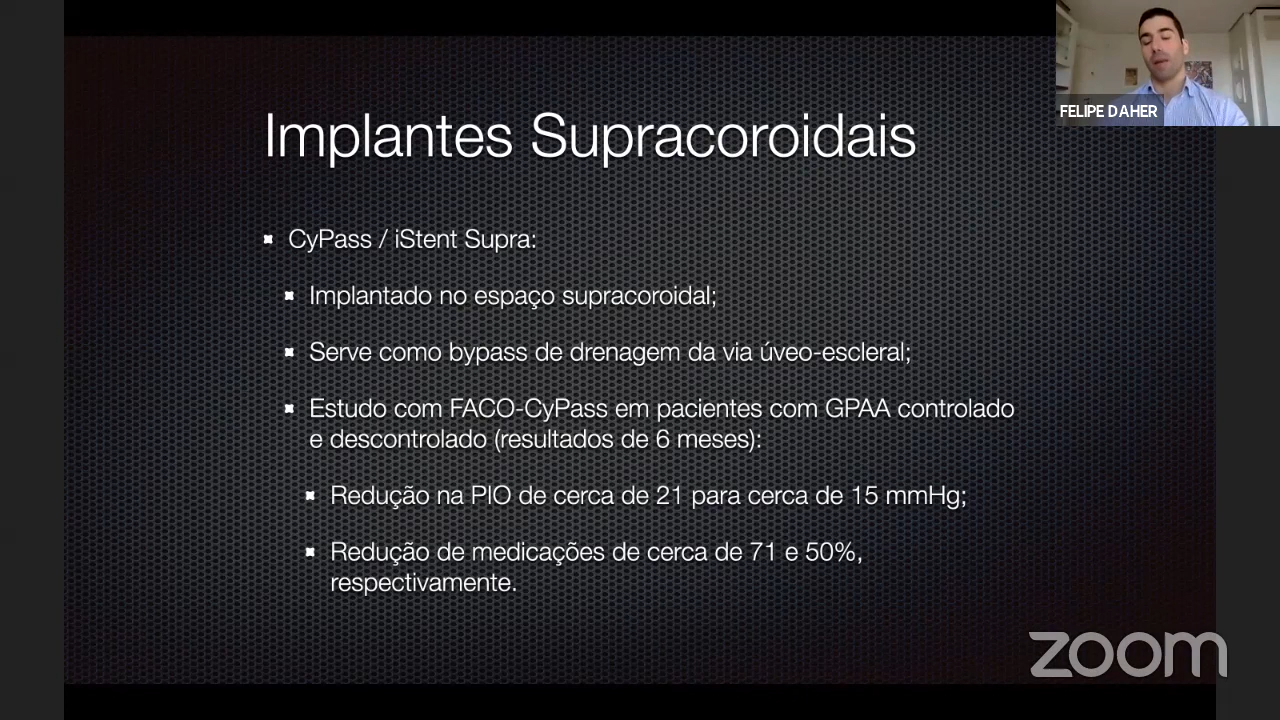 FELIPE DAHER
Implantes Supracoroidais
CyPass / iStent Supra:
Implantado no espaço supracoroidal;
Serve como bypass de drenagem da via úveo-escleral;
Estudo com FACO-CyPass em pacientes com GPAA controlado
e descontrolado (resultados de 6 meses):
Redução na PIO de cerca de 21 para cerca de 15 mmHg;
Redução de medicações de cerca de 71 e 50%,
respectivamente.
zoom